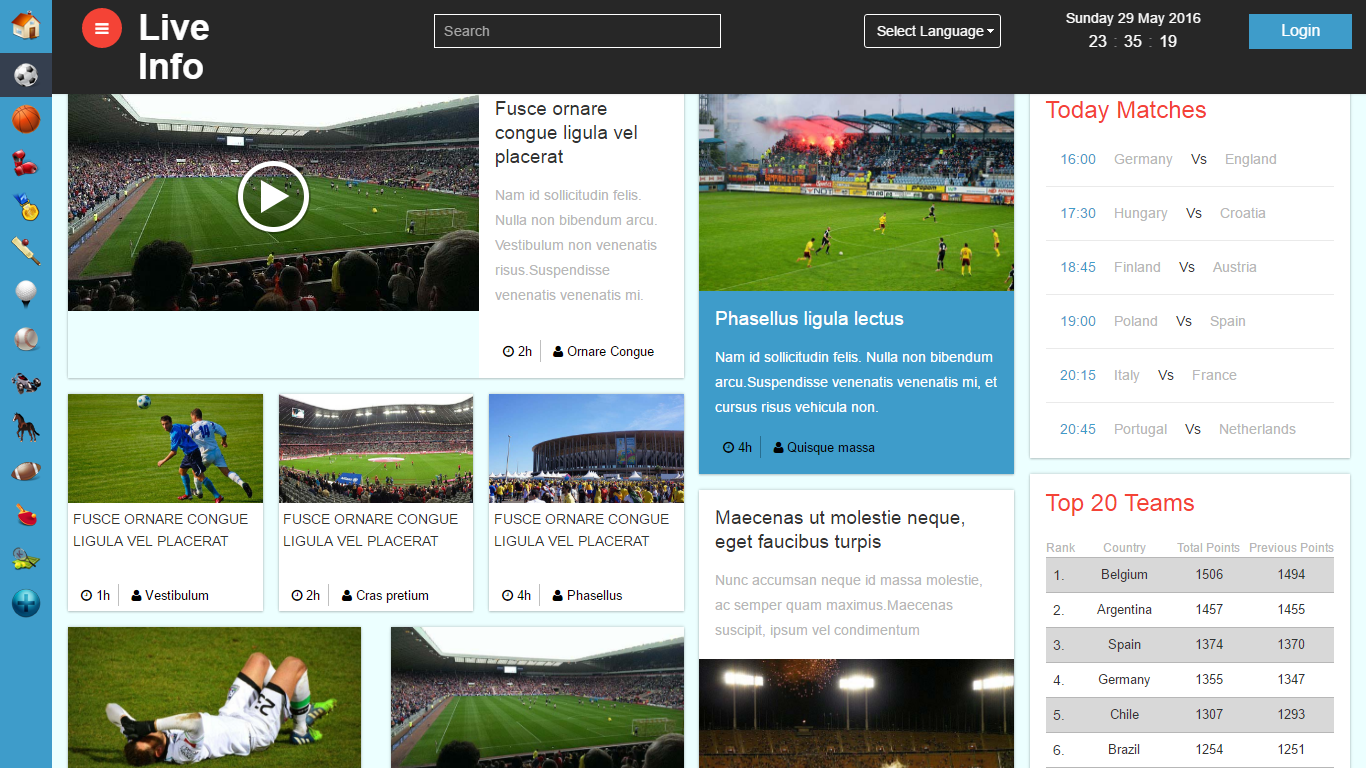 Live
Info
Search
Select Language
Sunday 29 May 2016
23 : 35 : 19
Login
Fusce ornare
congue ligula vel
placerat
Nam id sollicitudin felis.
Nulla non bibendum arcu.
Vestibulum non venenatis
risus.Suspendisse
venenatis venenatis mi.
2h
Ornare Congue
FUSCE ORNARE CONGUE
LIGULA VEL PLACERAT
1h
Vestibulum
FUSCE ORNARE CONGUE
LIGULA VEL PLACERAT
2h
Cras pretium
FUSCE ORNARE CONGUE
LIGULA VEL PLACERAT
4h
Phasellus
Phasellus ligula lectus
Nam id sollicitudin felis. Nulla non bibendum
arcu.Suspendisse venenatis venenatis mi, et
cursus risus vehicula non.
4h
Quisque massa
Maecenas ut molestie neque,
eget faucibus turpis
Nunc accumsan neque id massa molestie,
ac semper quam maximus.Maecenas
suscipit, ipsum vel condimentum
Today Matches
16:00 Germany Vs England
17:30 Hungary Vs Croatia
18:45 Finland Vs Austria
19:00 Poland Vs Spain
20:15 Italy Vs France
20:45 Portugal Vs Netherlands
Top 20 Teams
Rank Country Total Points Previous Points
1. Belgium 1506 1494
2. Argentina 1457 1455
3. Spain 1374 1370
4. Germany 1355 1347
5. Chile 1307 1293
6. Brazil 1254 1251